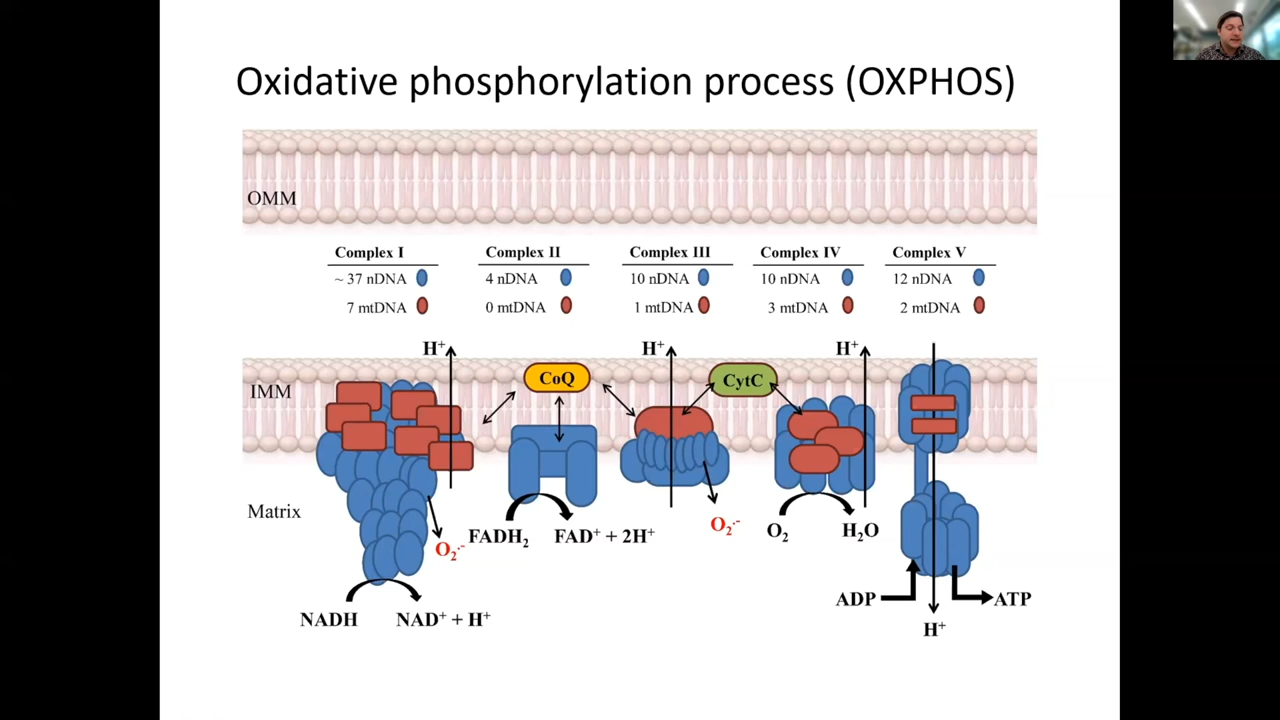 Oxidative phosphorylation process (OXPHOS)
OMM
Complex I
~ 37 nDNA
7 mtDNA
Complex II
4 nDNA
0 mtDNA
Complex III
10 nDNA
1 mtDNA
Complex IV
10 nDNA
3 mtDNA
Complex V
12 nDNA
2 mtDNA
H⁺
H⁺
H⁺
IMM
CoQ
CytC
Matrix
O₂·⁻
FADH₂
FAD⁺ + 2H⁺
O₂·⁻
O₂
H₂O
NADH
NAD⁺ + H⁺
ADP
ATP
H⁺